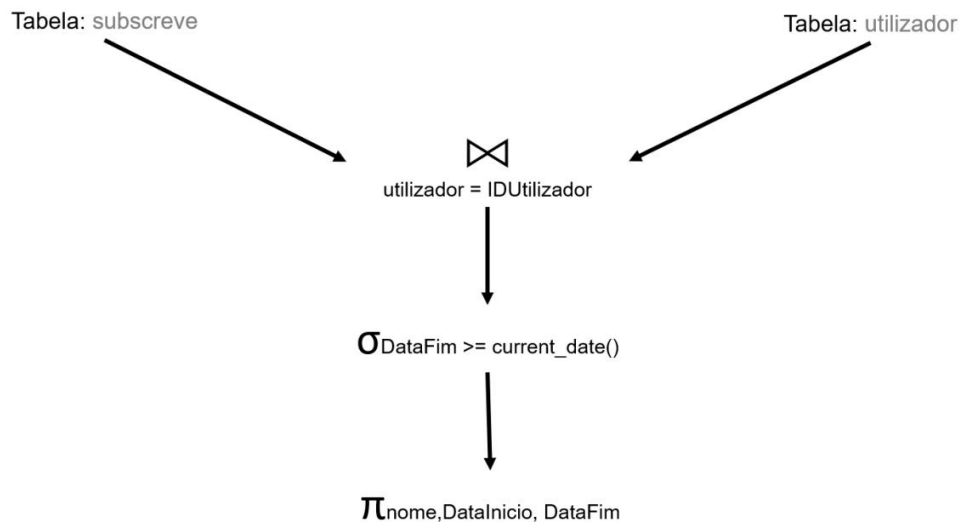 Tabela: subscreve
Tabela: utilizador
⋈
utilizador = IDUtilizador
σDataFim >= current_date()
πnome,DataInicio, DataFim